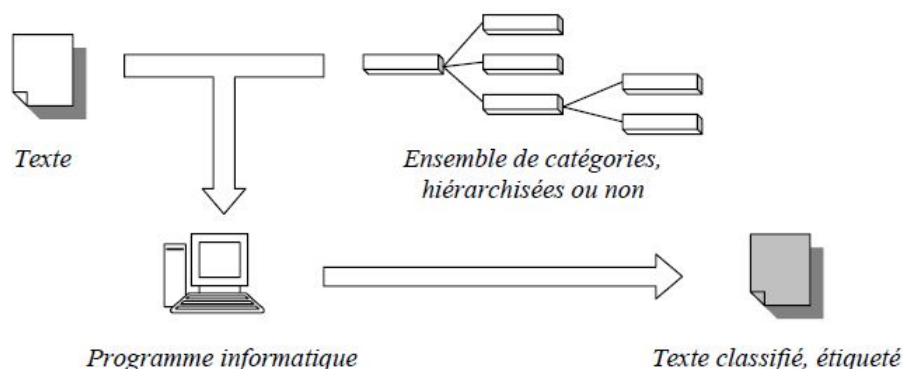 Texte
Ensemble de catégories,
hiérarchisées ou non
Programme informatique
Texte classifié, étiqueté